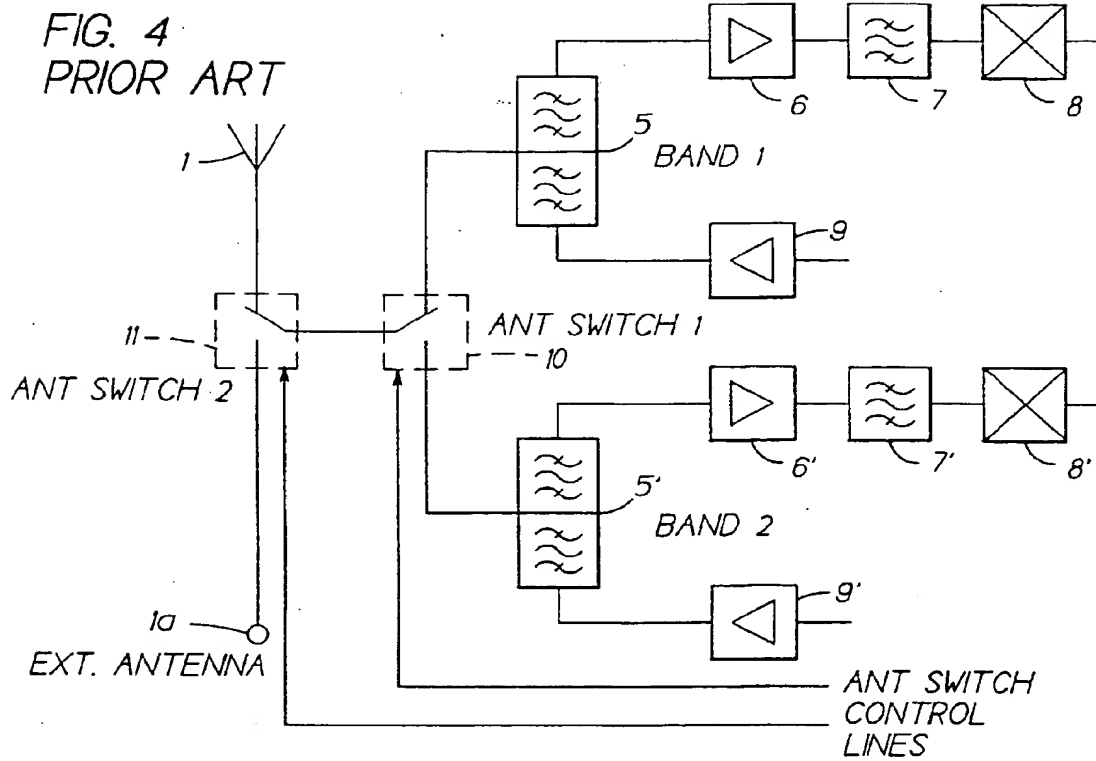 FIG. 4
PRIOR ART
6
7
8
5
BAND 1
1
9
11
ANT SWITCH 1
10
ANT SWITCH 2
6'
7'
8'
5'
BAND 2
9'
1a
EXT. ANTENNA
ANT SWITCH
CONTROL
LINES